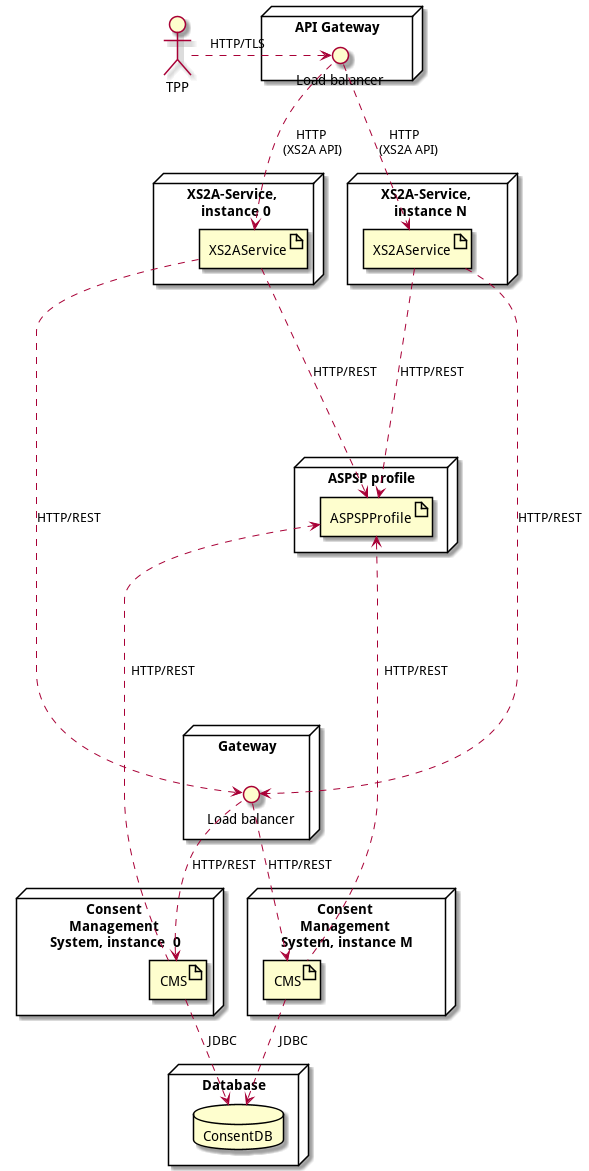 API Gateway
HTTP/TLS
Load balancer
TPP
HTTP
(XS2A API)
HTTP
(XS2A API)
XS2A-Service,
instance 0
XS2AService
XS2A-Service,
instance N
XS2AService
HTTP/REST
HTTP/REST
ASPSP profile
ASPSPProfile
HTTP/REST
HTTP/REST
HTTP/REST
HTTP/REST
Gateway
Load balancer
HTTP/REST
HTTP/REST
Consent
Management
System, instance  0
CMS
Consent
Management
System, instance M
CMS
JDBC
JDBC
Database
ConsentDB